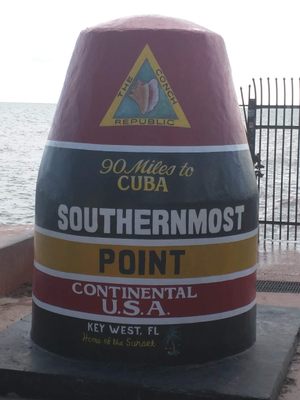 THE CONCH
REPUBLIC
90 Miles to
CUBA
SOUTHERNMOST
POINT
CONTINENTAL
U.S.A.
KEY WEST, FL
Home of the Sunset